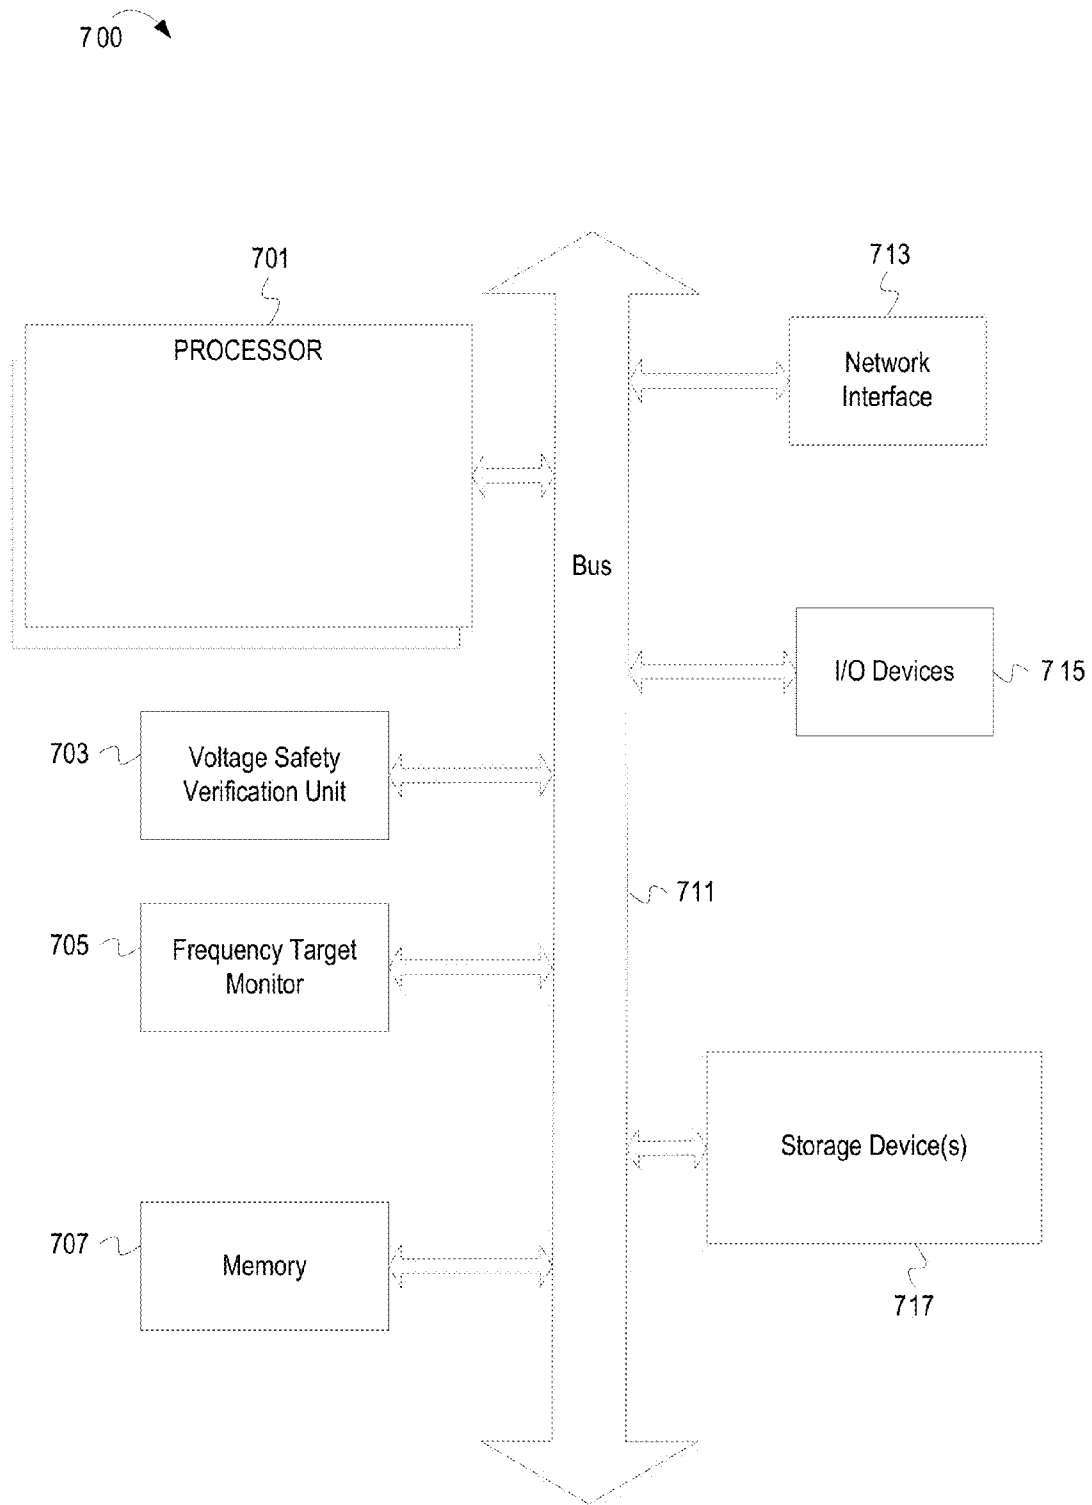 700
701
PROCESSOR
713
Network
Interface
Bus
I/O Devices
715
703
Voltage Safety
Verification Unit
711
705
Frequency Target
Monitor
Storage Device(s)
707
Memory
717